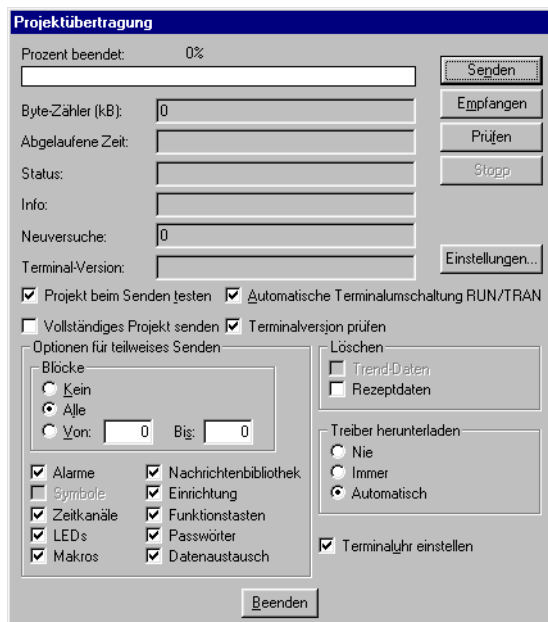 Projektübertragung
Prozent beendet: 0%
Senden
Byte-Zähler (kB): 0
Empfangen
Abgelaufene Zeit:
Prüfen
Status:
Stopp
Info:
Neuversuche: 0
Terminal-Version:
Einstellungen...
Projekt beim Senden testen
Automatische Terminalumschaltung RUN/TRAN
Vollständiges Projekt senden
Terminalversion prüfen
Optionen für teilweises Senden
Blöcke
Kein
Alle
Von: 0 Bis: 0
Alarme
Nachrichtenbibliothek
Symbole
Einrichtung
Zeitkanäle
Funktionstasten
LEDs
Passwörter
Makros
Datenaustausch
Löschen
Trend-Daten
Rezeptdaten
Treiber herunterladen
Nie
Immer
Automatisch
Terminaluhr einstellen
Beenden